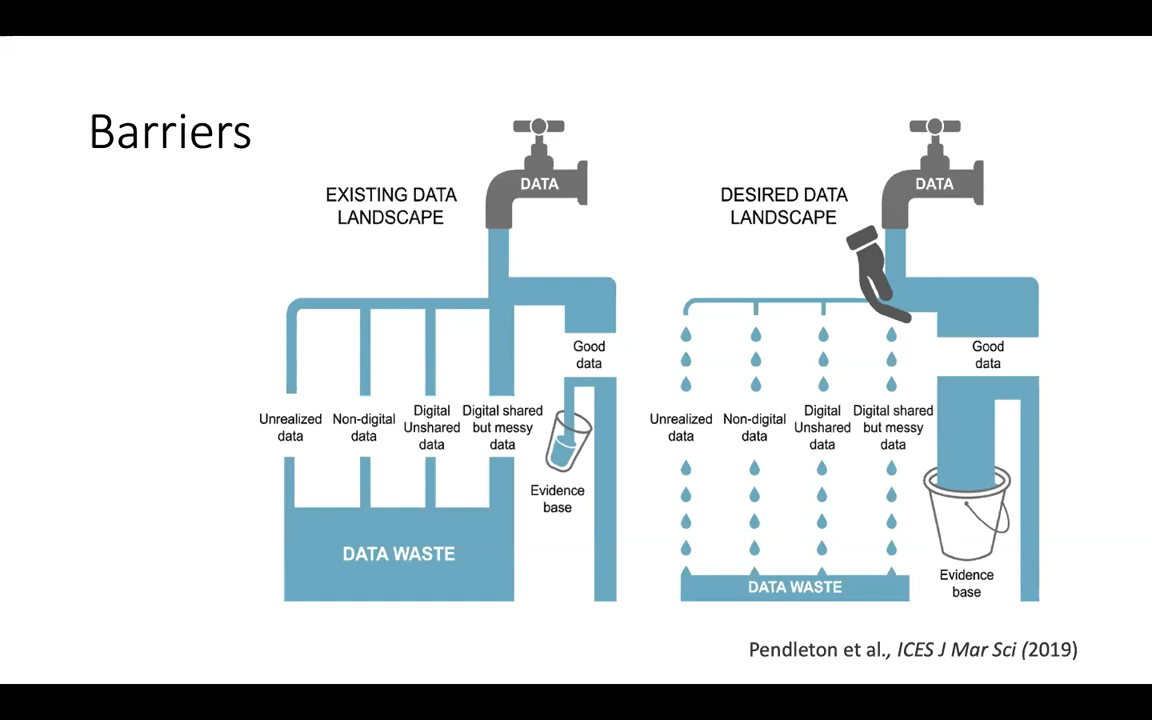 Barriers
EXISTING DATA
LANDSCAPE
DATA
Good
data
Unrealized
data
Non-digital
data
Digital
Unshared
data
Digital shared
but messy
data
Evidence
base
DATA WASTE
DESIRED DATA
LANDSCAPE
DATA
Good
data
Unrealized
data
Non-digital
data
Digital
Unshared
data
Digital shared
but messy
data
Evidence
base
DATA WASTE
Pendleton et al., ICES J Mar Sci (2019)